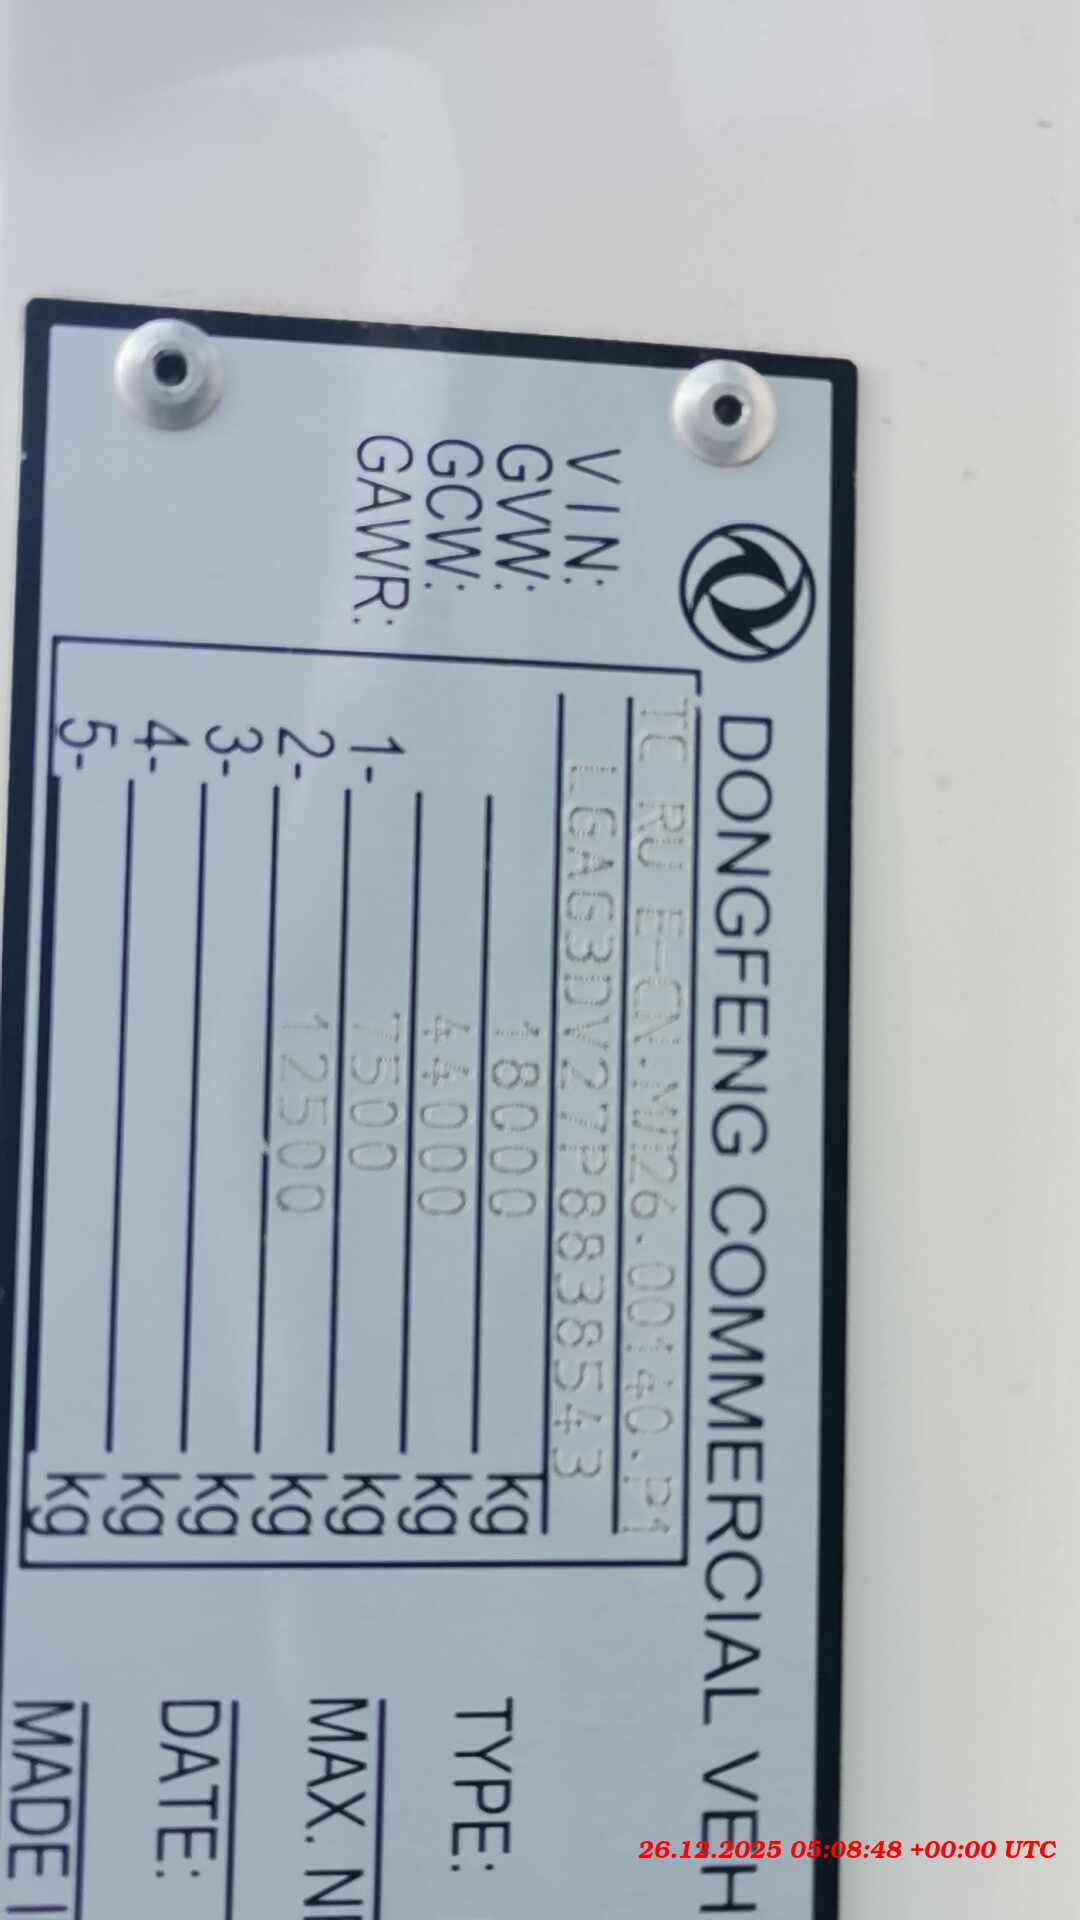 DONGFENG COMMERCIAL VEH
TC RU E-CN.МТ26.00140.P1
VIN: LGAG3DV27P8838543
GVW: 18000 kg
GCW: 44000 kg
GAWR: 1- 7500 kg
2- 12500 kg
3- kg
4- kg
5- kg
TYPE:
MAX.
DATE:
MADE
26.12.2025 05:08:48 +00:00 UTC